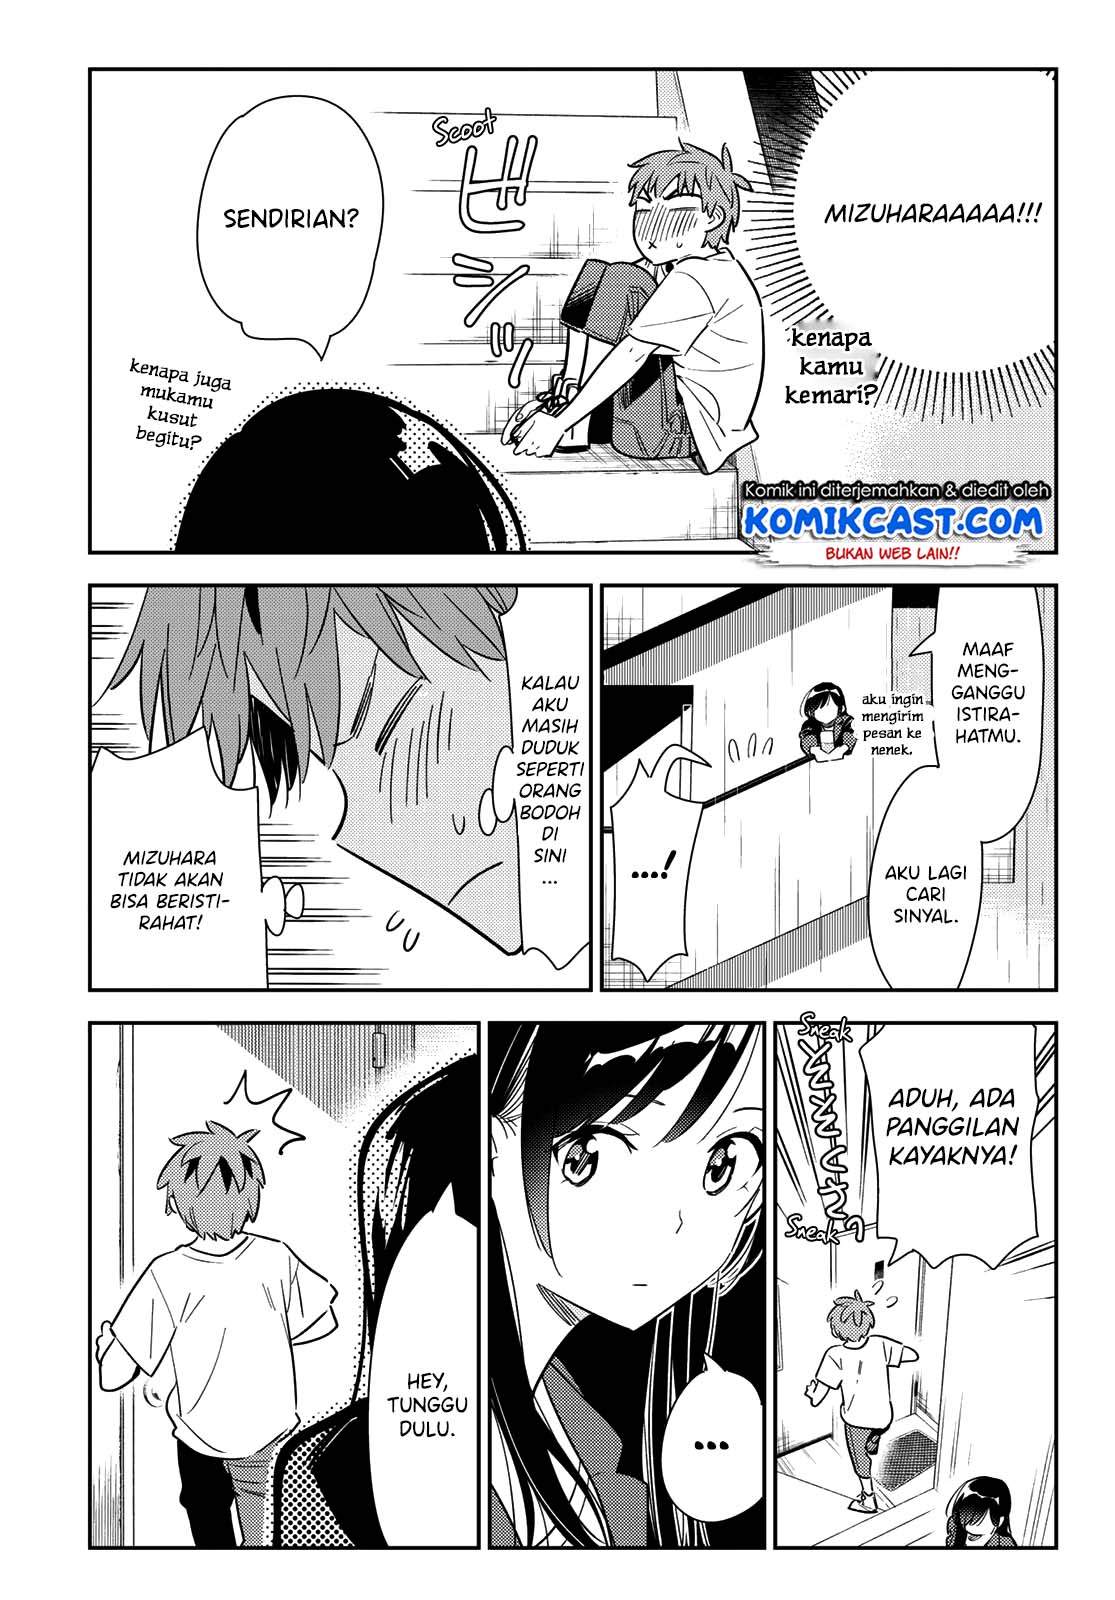 MIZUHARAAAAA!!!
kenapa
kamu
kemari?
Scoot
ビ
シ
シ
SENDIRIAN?
kenapa juga
mukamu
kusut
begitu?
Komik ini diterjemahkan & diedit oleh
KOMIKCAST.COM
BUKAN WEB LAIN!!
MAAF
MENG-
GANGGU
ISTIRA-
HATMU.
aku ingin
mengirim
pesan ke
nenek.
AKU LAGI
CARI
SINYAL.
....!
KALAU
AKU
MASIH
DUDUK
SEPERTI
ORANG
BODOH
DI
SINI
...
MIZUHARA
TIDAK AKAN
BISA BERISTI-
RAHAT!
ADUH, ADA
PANGGILAN
KAYAKNYA!
Sneak
Sneak
...
HEY,
TUNGGU
DULU.